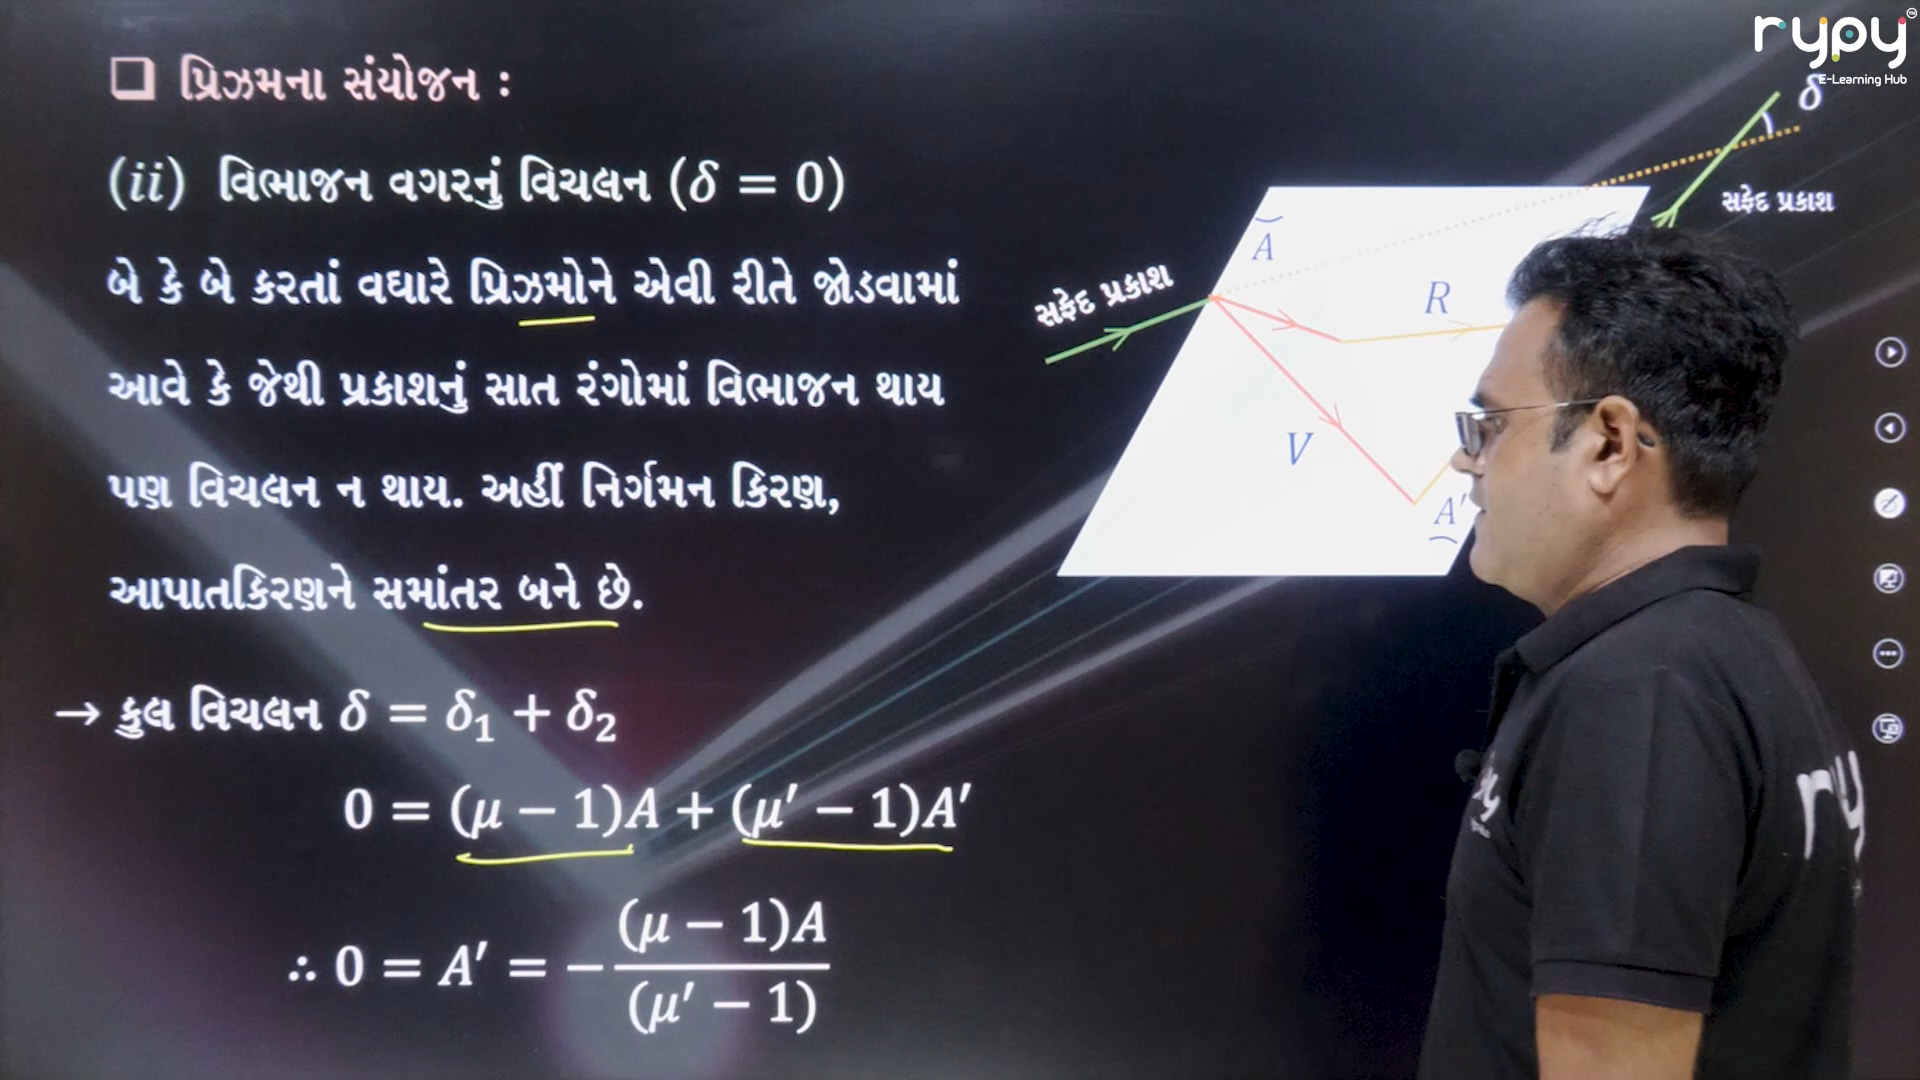 rypy
TM
E-Learning Hub
❑ પ્રિઝમના સંયોજન :
(ii) વિભાજન વગરનું વિચલન (δ = 0)
બે કે બે કરતાં વધારે પ્રિઝમોને એવી રીતે જોડવામાં
આવે કે જેથી પ્રકાશનું સાત રંગોમાં વિભાજન થાય
પણ વિચલન ન થાય. અહીં નિર્ગમન કિરણ,
આપાતકિરણને સમાંતર બને છે.
→ કુલ વિચલન δ = δ₁ + δ₂
0 = (μ − 1)A + (μ′ − 1)A′
∴ 0 = A′ = − (μ − 1)A / (μ′ − 1)
δ
સફેદ પ્રકાશ
A
સફેદ પ્રકાશ
R
V
A′
ry